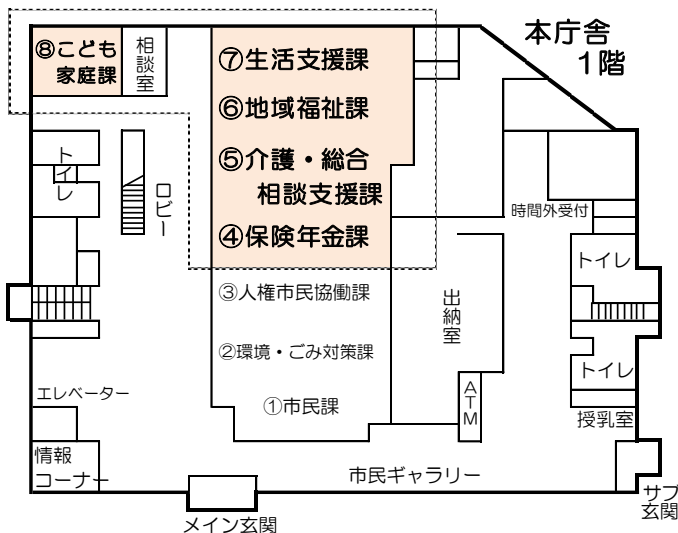 本庁舎
1階
⑧こども
家庭課
相談室
⑦生活支援課
⑥地域福祉課
⑤介護・総合
相談支援課
④保険年金課
トイレ
ロビー
時間外受付
トイレ
③人権市民協働課
出納室
②環境・ごみ対策課
トイレ
エレベーター
①市民課
ATM
授乳室
情報
コーナー
市民ギャラリー
サブ
玄関
メイン玄関